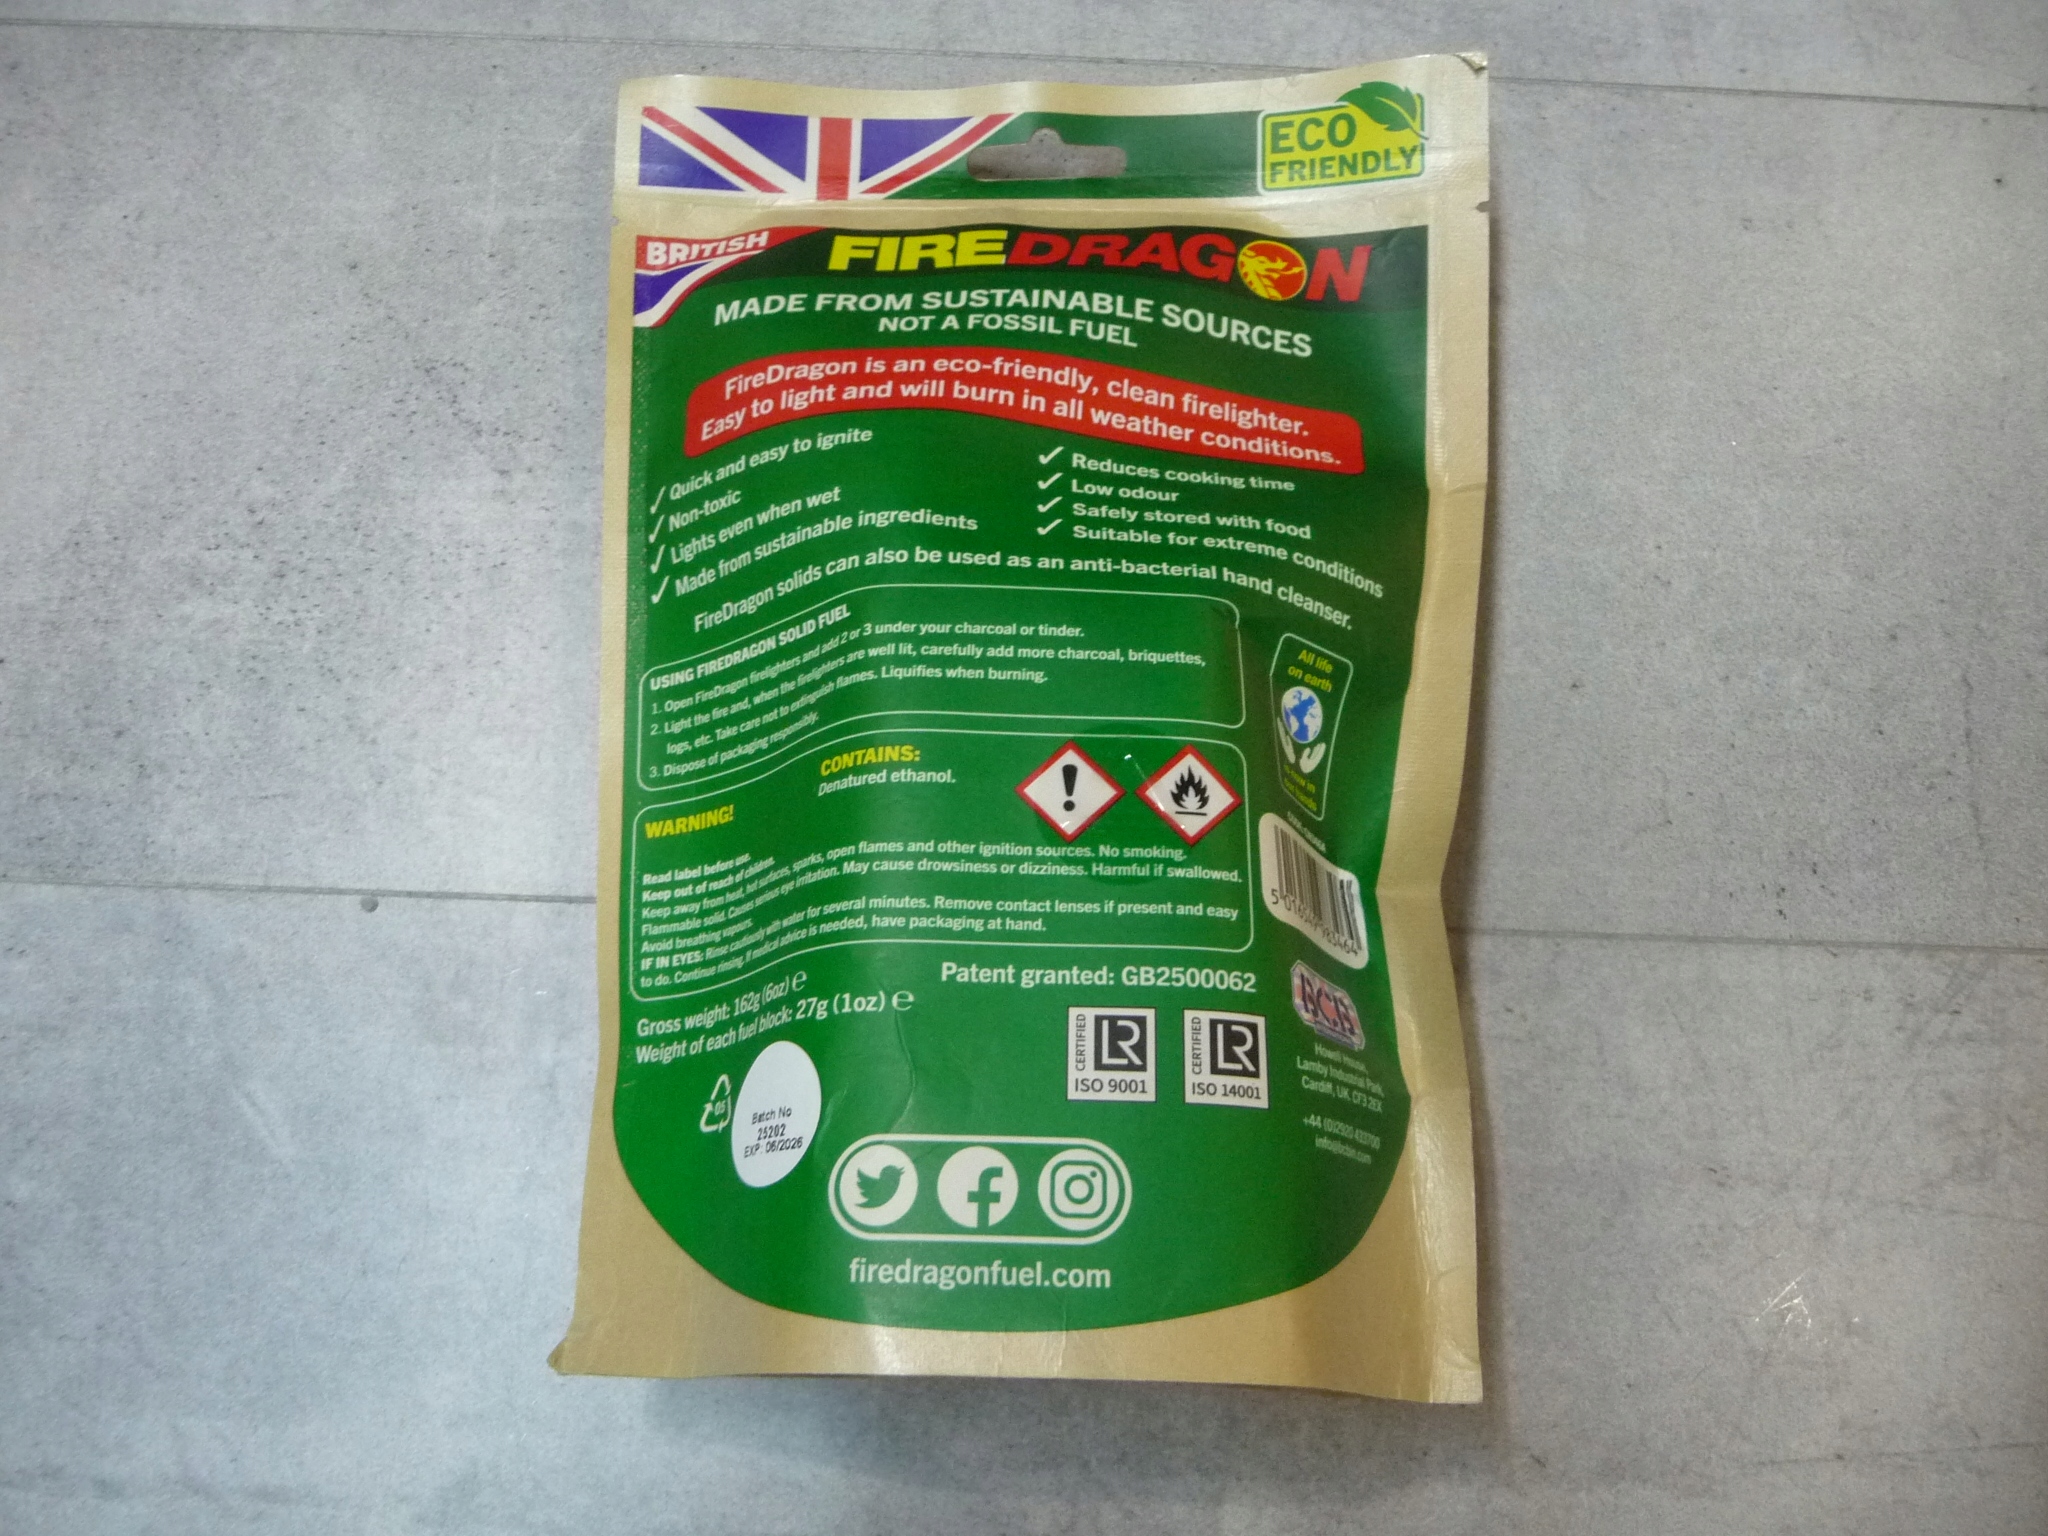 ECO
FRIENDLY
BRITISH
FIREDRAGON
MADE FROM SUSTAINABLE SOURCES
NOT A FOSSIL FUEL
FireDragon is an eco-friendly, clean firelighter.
Easy to light and will burn in all weather conditions.
✓ Quick and easy to ignite
✓ Non-toxic
✓ Lights even when wet
✓ Made from sustainable ingredients
✓ Reduces cooking time
✓ Low odour
✓ Safely stored with food
✓ Suitable for extreme conditions
FireDragon solids can also be used as an anti-bacterial hand cleanser.
USING FIREDRAGON SOLID FUEL
1. Open FireDragon firelighters and add 2 or 3 under your charcoal or tinder.
2. Light the fire and, when the firelighters are well lit, carefully add more charcoal, briquettes,
logs, etc. Take care not to extinguish flames. Liquifies when burning.
3. Dispose of packaging responsibly.
All life
on earth
WARNING!
CONTAINS:
Denatured ethanol.
Read label before use.
Keep out of reach of children.
Keep away from heat, hot surfaces, sparks, open flames and other ignition sources. No smoking.
Flammable solid. Causes serious eye irritation. May cause drowsiness or dizziness. Harmful if swallowed.
Avoid breathing vapours.
IF IN EYES: Rinse cautiously with water for several minutes. Remove contact lenses if present and easy
to do. Continue rinsing. If medical advice is needed, have packaging at hand.
Patent granted: GB2500062
Gross weight: 162g (6oz) ℮
Weight of each fuel block: 27g (1oz) ℮
CERTIFIED
LR
ISO 9001
CERTIFIED
LR
ISO 14001
BCB
Howell House,
Lamby Industrial Park,
Cardiff, UK, CF3 2EX
+44 (0)2920 433700
info@bcbin.com
05
Batch No
25202
EXP: 06/2026
firedragonfuel.com